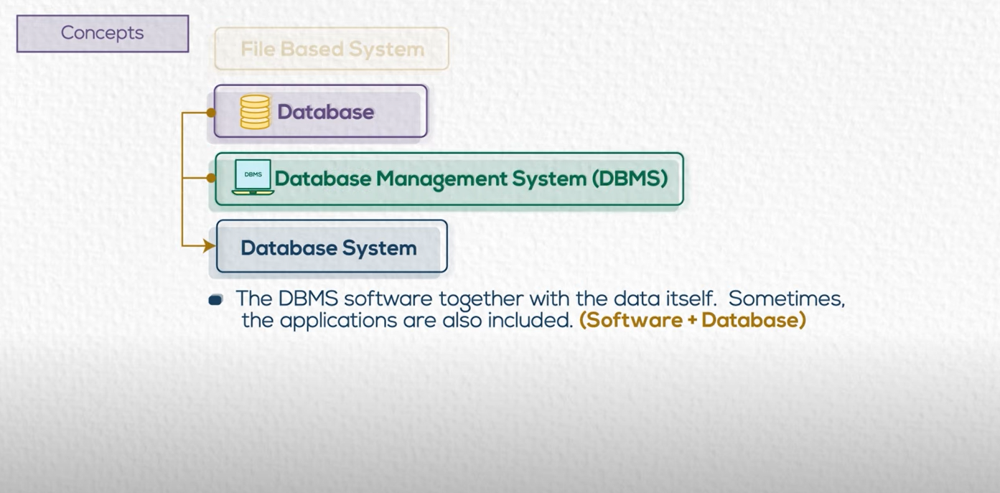 Concepts
File Based System
Database
DBMS
Database Management System (DBMS)
Database System
The DBMS software together with the data itself. Sometimes,
the applications are also included. (Software + Database)